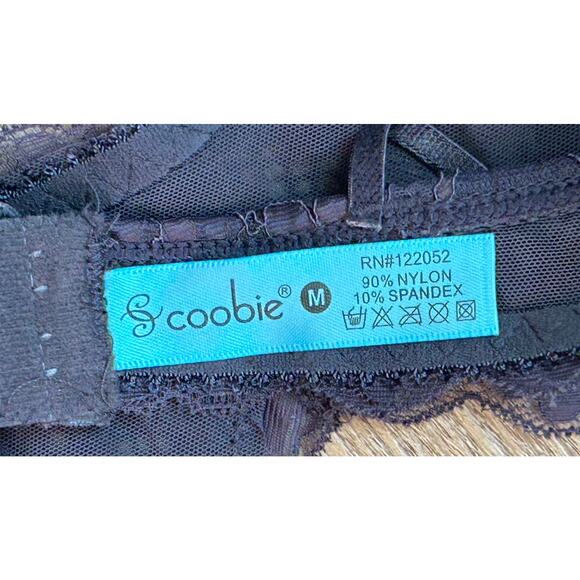 coobie® M
RN#122052
90% NYLON
10% SPANDEX